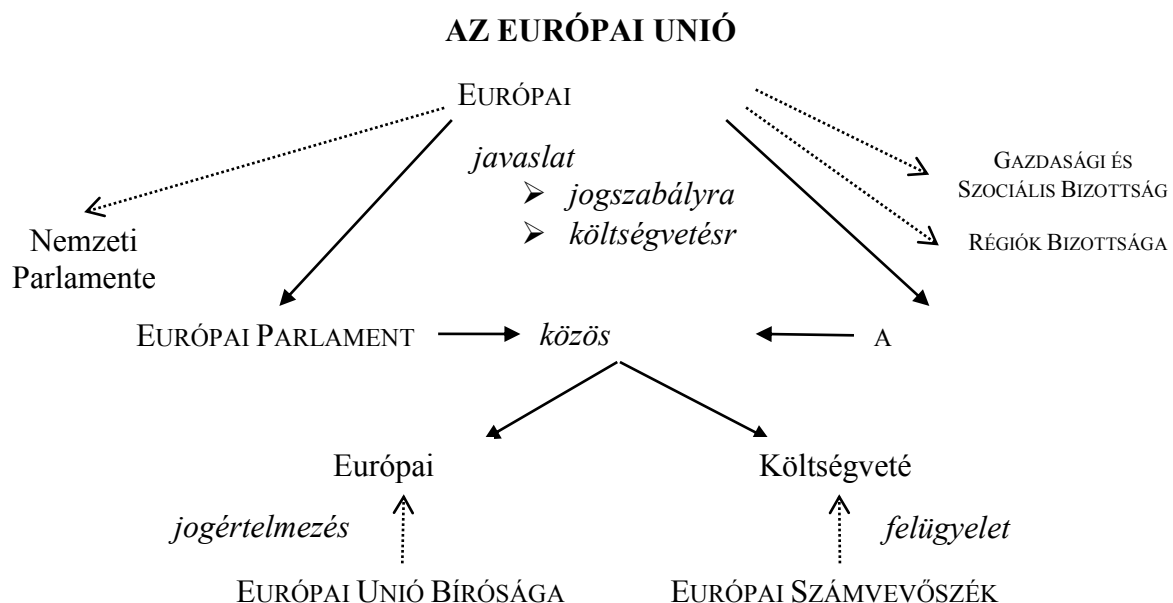 AZ EURÓPAI UNIÓ
EURÓPAI
javaslat
➢ jogszabályra
➢ költségvetésr
GAZDASÁGI ÉS
SZOCIÁLIS BIZOTTSÁG
RÉGIÓK BIZOTTSÁGA
Nemzeti
Parlamente
EURÓPAI PARLAMENT
közös
A
Európai
Költségveté
jogértelmezés
felügyelet
EURÓPAI UNIÓ BÍRÓSÁGA
EURÓPAI SZÁMVEVŐSZÉK